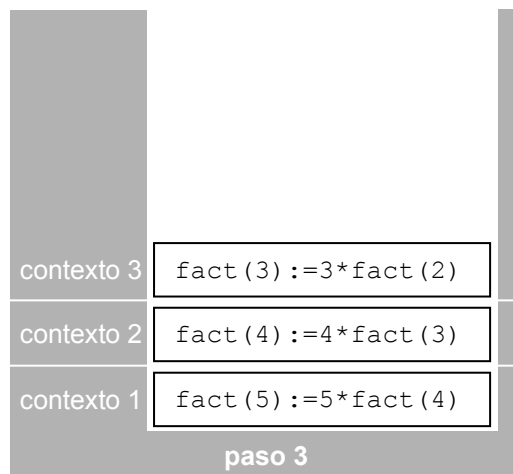 contexto 3 fact(3):=3*fact(2)
contexto 2 fact(4):=4*fact(3)
contexto 1 fact(5):=5*fact(4)
paso 3